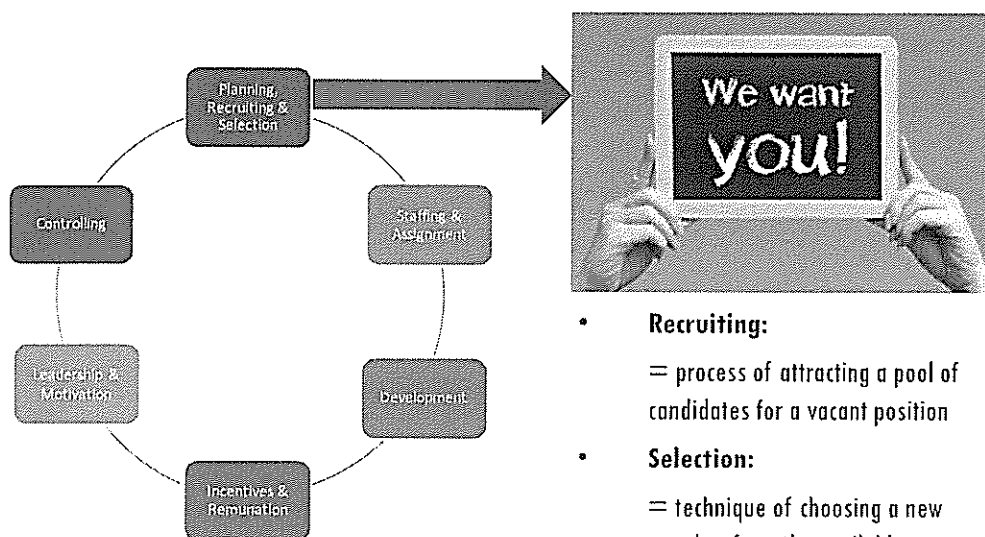 Planning,
Recruiting &
Selection
Staffing &
Assignment
Development
Incentives &
Remunation
Leadership &
Motivation
Controlling
We want
you!
• Recruiting:
= process of attracting a pool of
candidates for a vacant position
• Selection:
= technique of choosing a new